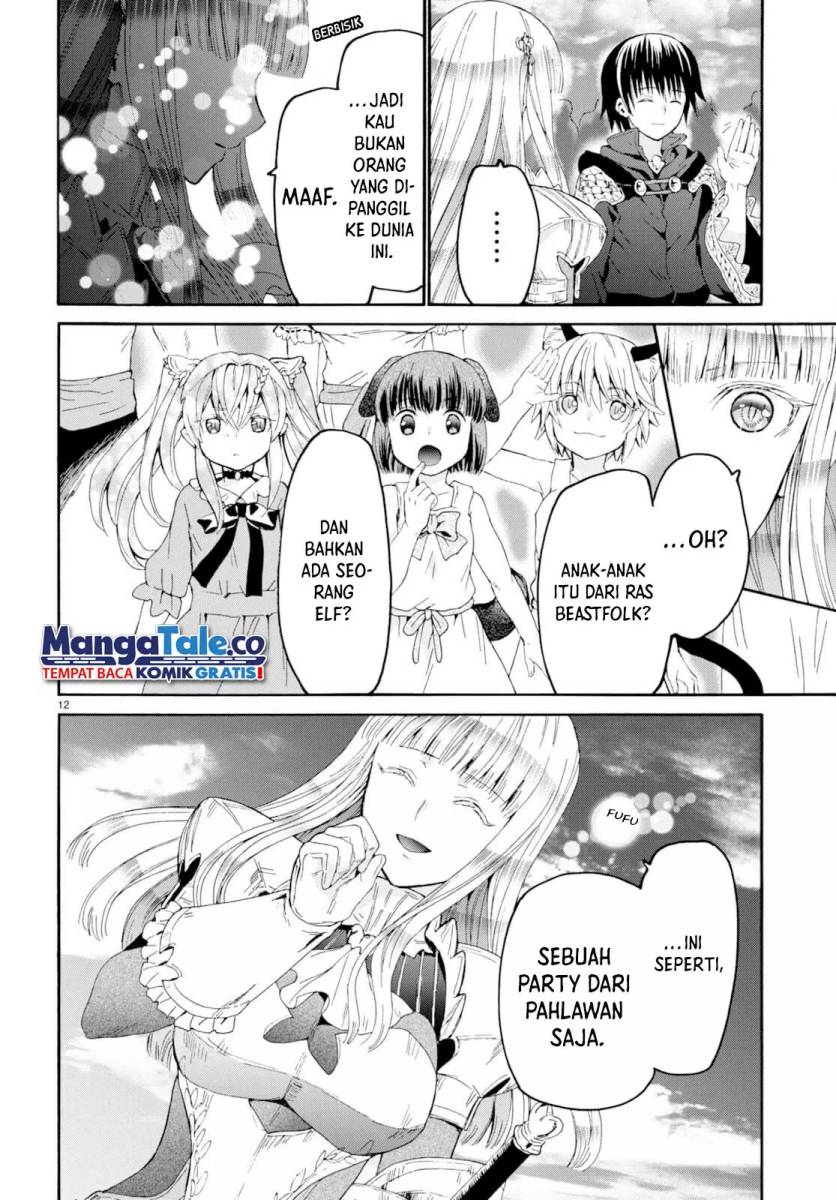 ......
BERBISIK
...JADI
KAU
BUKAN
ORANG
YANG DI-
PANGGIL
KE DUNIA
INI.
MAAF.
...OH?
ANAK-ANAK
ITU DARI RAS
BEASTFOLK?
DAN
BAHKAN
ADA SEO-
RANG
ELF?
MangaTale.co
TEMPAT BACA KOMIK GRATIS!
12
FUFU
...INI
SEPERTI,
SEBUAH
PARTY DARI
PAHLAWAN
SAJA.